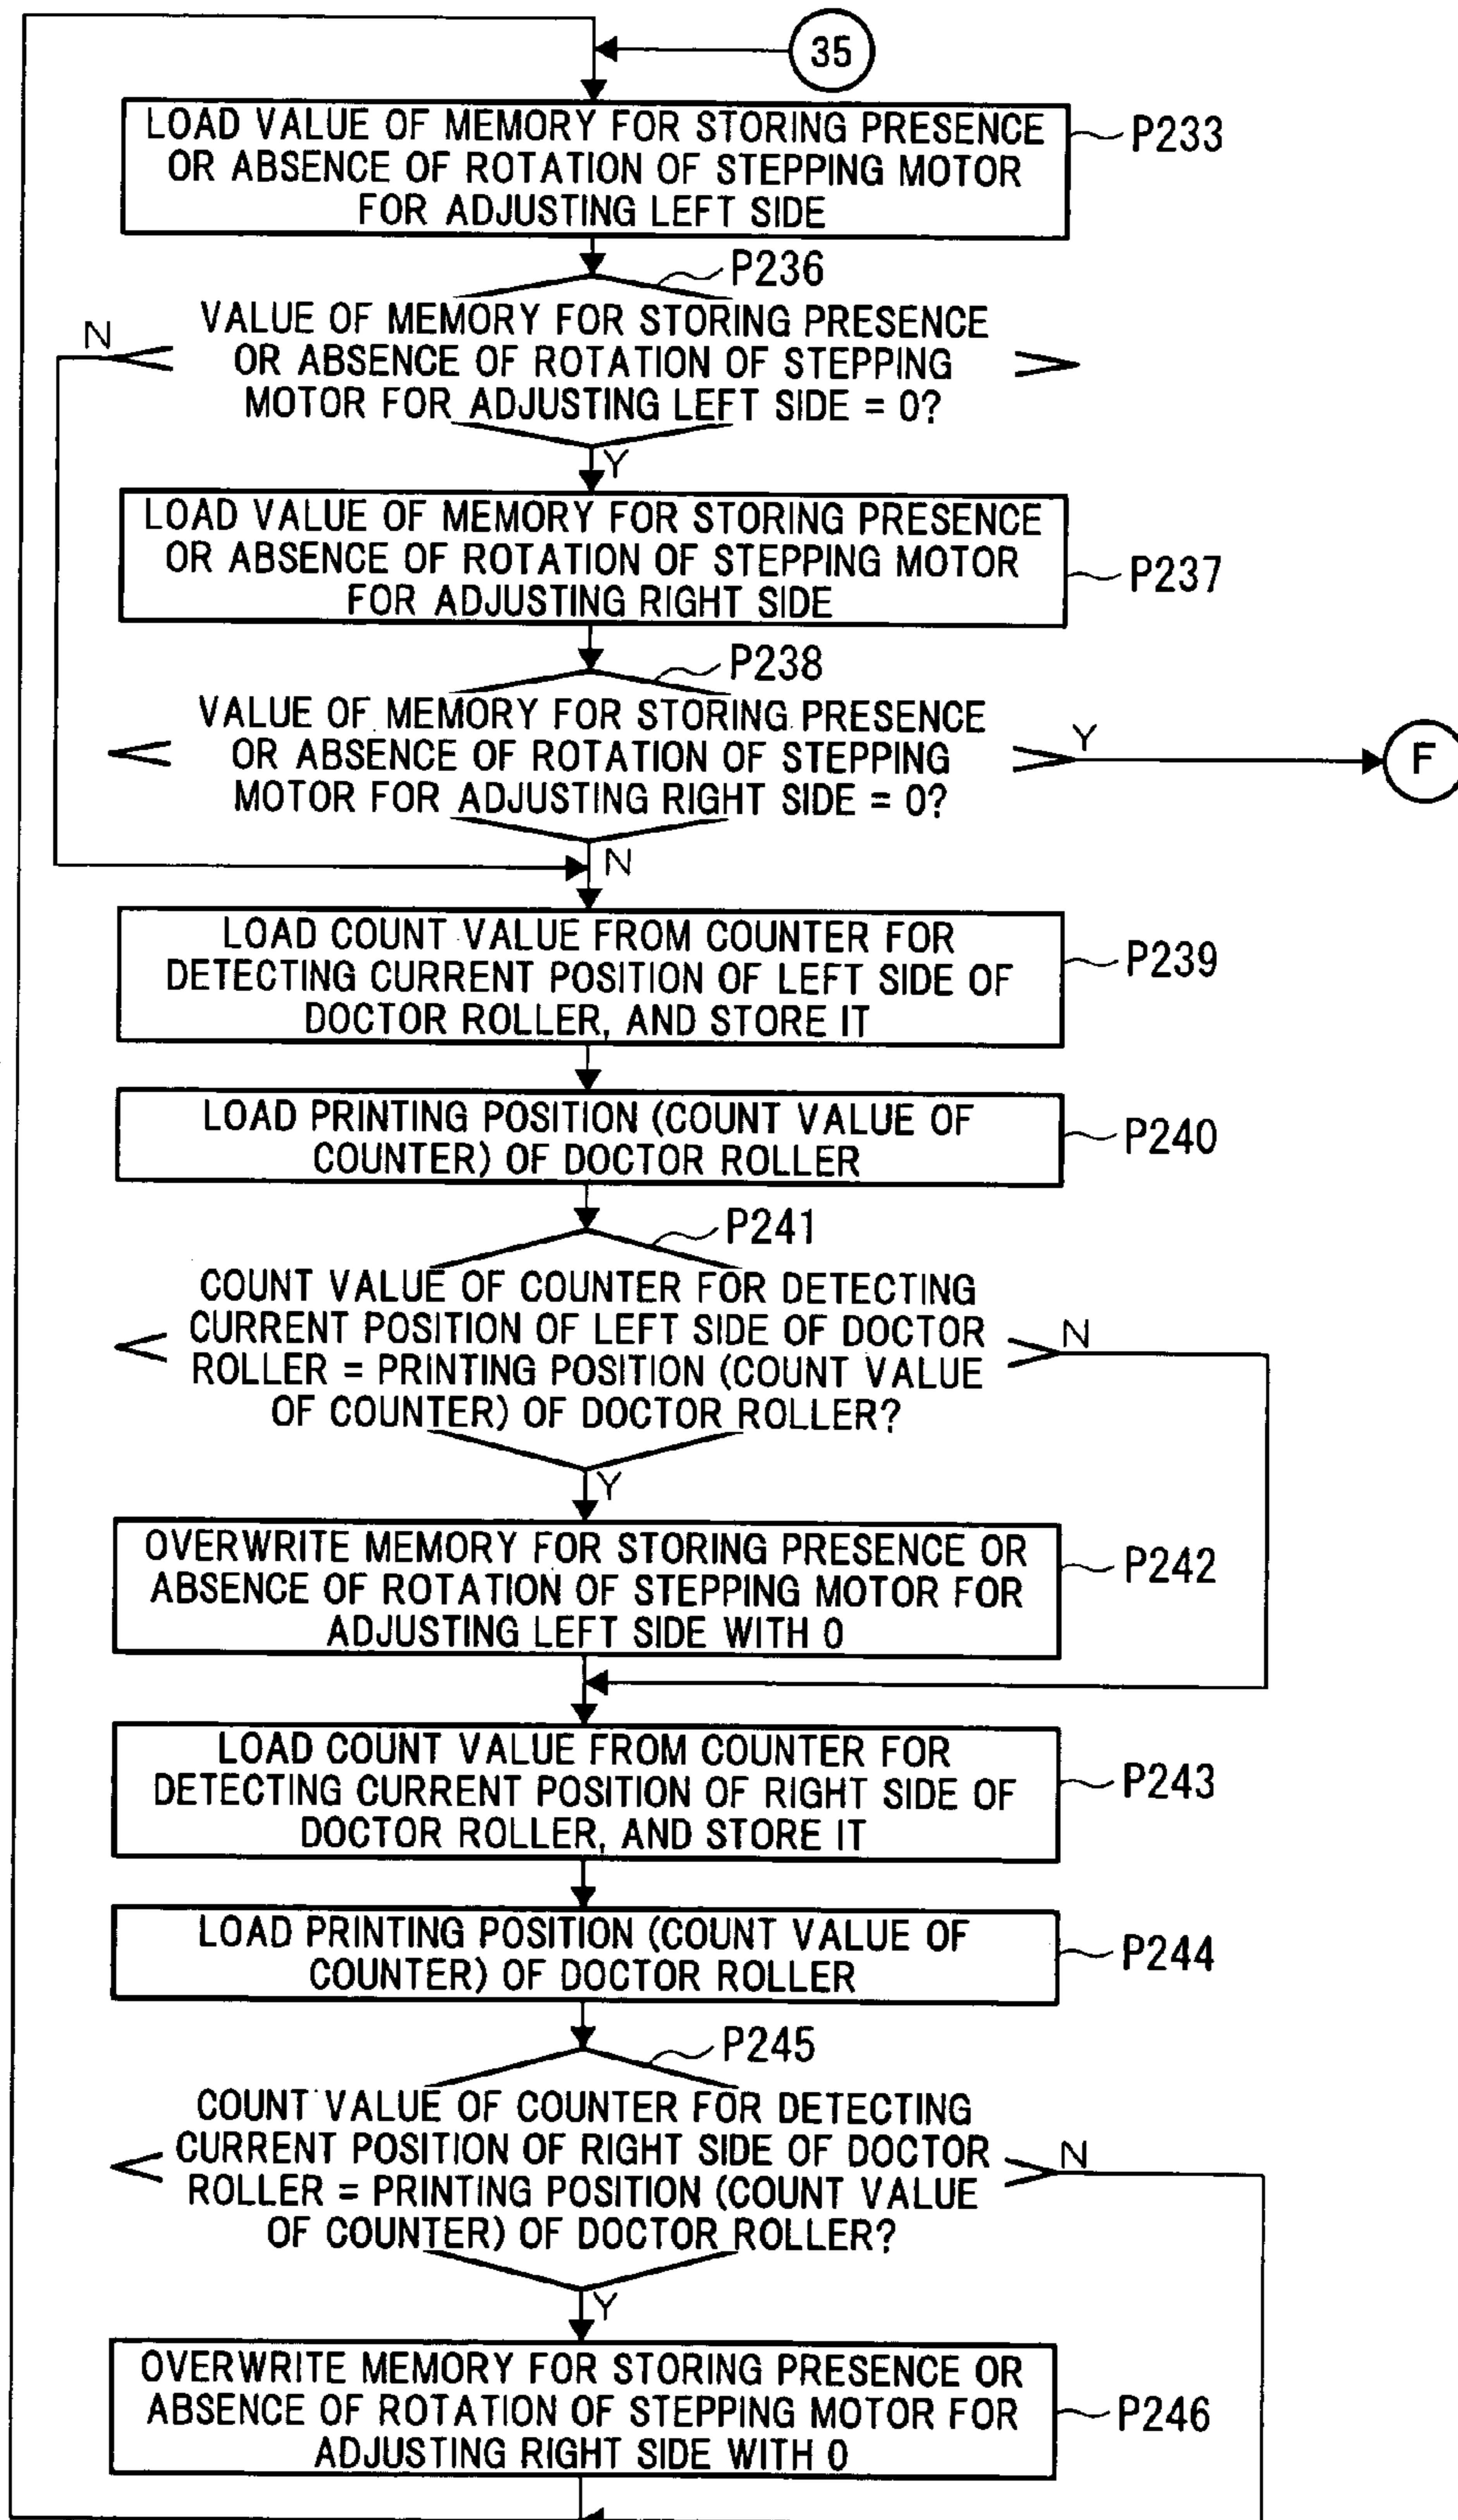 35
LOAD VALUE OF MEMORY FOR STORING PRESENCE
OR ABSENCE OF ROTATION OF STEPPING MOTOR
FOR ADJUSTING LEFT SIDE
P233
P236
VALUE OF MEMORY FOR STORING PRESENCE
OR ABSENCE OF ROTATION OF STEPPING
MOTOR FOR ADJUSTING LEFT SIDE = 0?
N
Y
LOAD VALUE OF MEMORY FOR STORING PRESENCE
OR ABSENCE OF ROTATION OF STEPPING MOTOR
FOR ADJUSTING RIGHT SIDE
P237
P238
VALUE OF MEMORY FOR STORING PRESENCE
OR ABSENCE OF ROTATION OF STEPPING
MOTOR FOR ADJUSTING RIGHT SIDE = 0?
Y
F
N
LOAD COUNT VALUE FROM COUNTER FOR
DETECTING CURRENT POSITION OF LEFT SIDE OF
DOCTOR ROLLER, AND STORE IT
P239
LOAD PRINTING POSITION (COUNT VALUE OF
COUNTER) OF DOCTOR ROLLER
P240
P241
COUNT VALUE OF COUNTER FOR DETECTING
CURRENT POSITION OF LEFT SIDE OF DOCTOR
ROLLER = PRINTING POSITION (COUNT VALUE
OF COUNTER) OF DOCTOR ROLLER?
N
Y
OVERWRITE MEMORY FOR STORING PRESENCE OR
ABSENCE OF ROTATION OF STEPPING MOTOR FOR
ADJUSTING LEFT SIDE WITH 0
P242
LOAD COUNT VALUE FROM COUNTER FOR
DETECTING CURRENT POSITION OF RIGHT SIDE OF
DOCTOR ROLLER, AND STORE IT
P243
LOAD PRINTING POSITION (COUNT VALUE OF
COUNTER) OF DOCTOR ROLLER
P244
P245
COUNT VALUE OF COUNTER FOR DETECTING
CURRENT POSITION OF RIGHT SIDE OF DOCTOR
ROLLER = PRINTING POSITION (COUNT VALUE
OF COUNTER) OF DOCTOR ROLLER?
N
Y
OVERWRITE MEMORY FOR STORING PRESENCE OR
ABSENCE OF ROTATION OF STEPPING MOTOR FOR
ADJUSTING RIGHT SIDE WITH 0
P246